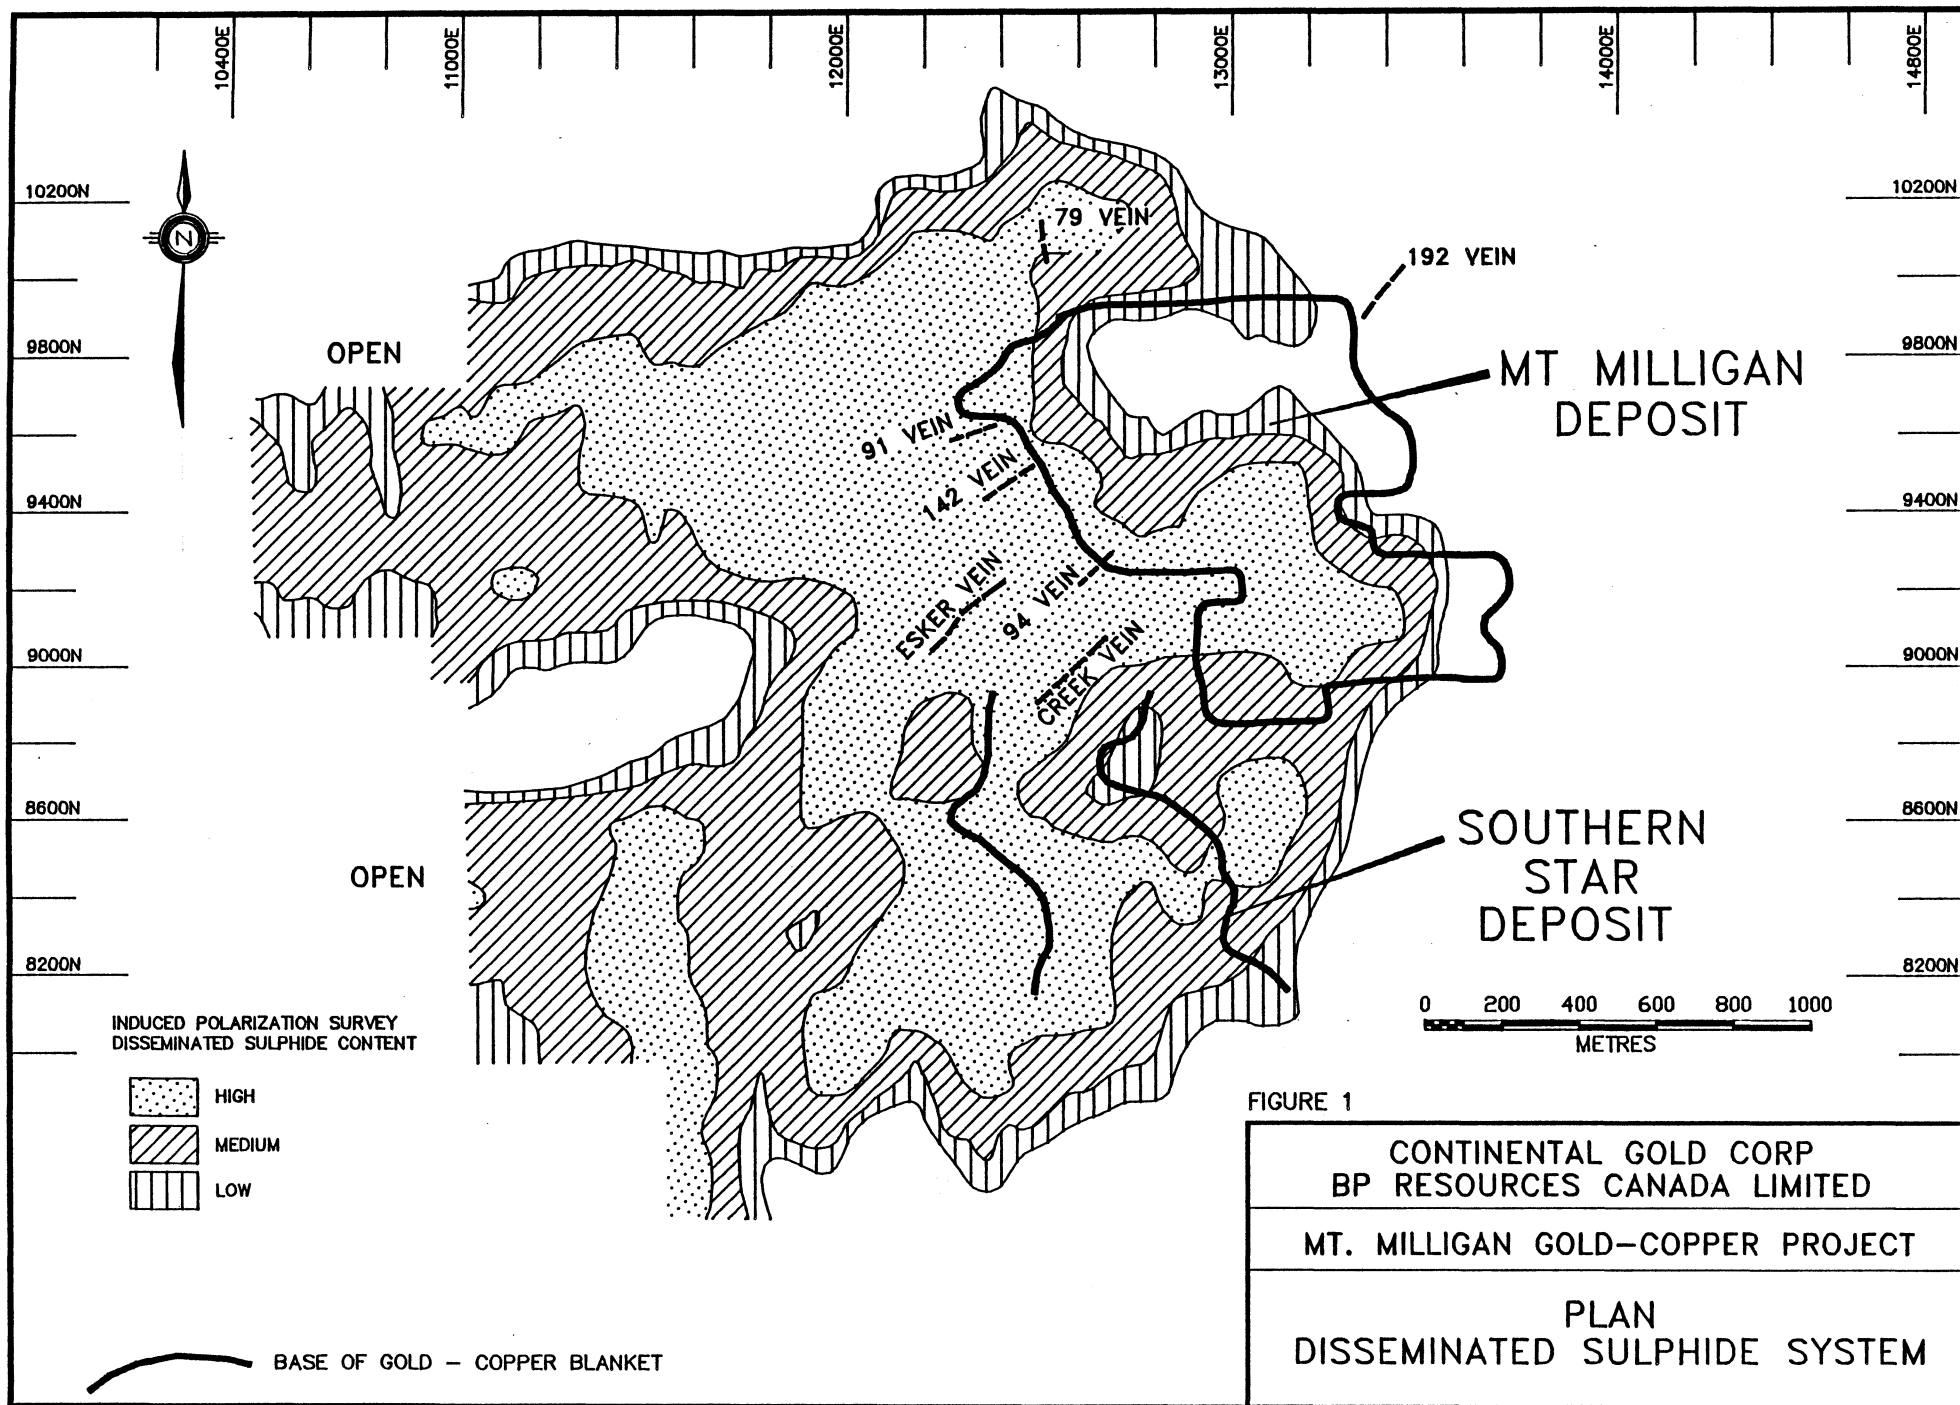 10400E
11000E
12000E
13000E
14000E
14800E
10200N
10200N
79 VEIN
N
192 VEIN
OPEN
9800N
9800N
MT MILLIGAN
DEPOSIT
91 VEIN
142 VEIN
9400N
9400N
ESKER VEIN
94 VEIN
9000N
9000N
CREEK VEIN
8600N
8600N
SOUTHERN
STAR
DEPOSIT
OPEN
8200N
8200N
0 200 400 600 800 1000
METRES
INDUCED POLARIZATION SURVEY
DISSEMINATED SULPHIDE CONTENT
HIGH
MEDIUM
LOW
FIGURE 1
CONTINENTAL GOLD CORP
BP RESOURCES CANADA LIMITED
MT. MILLIGAN GOLD-COPPER PROJECT
PLAN
DISSEMINATED SULPHIDE SYSTEM
BASE OF GOLD - COPPER BLANKET